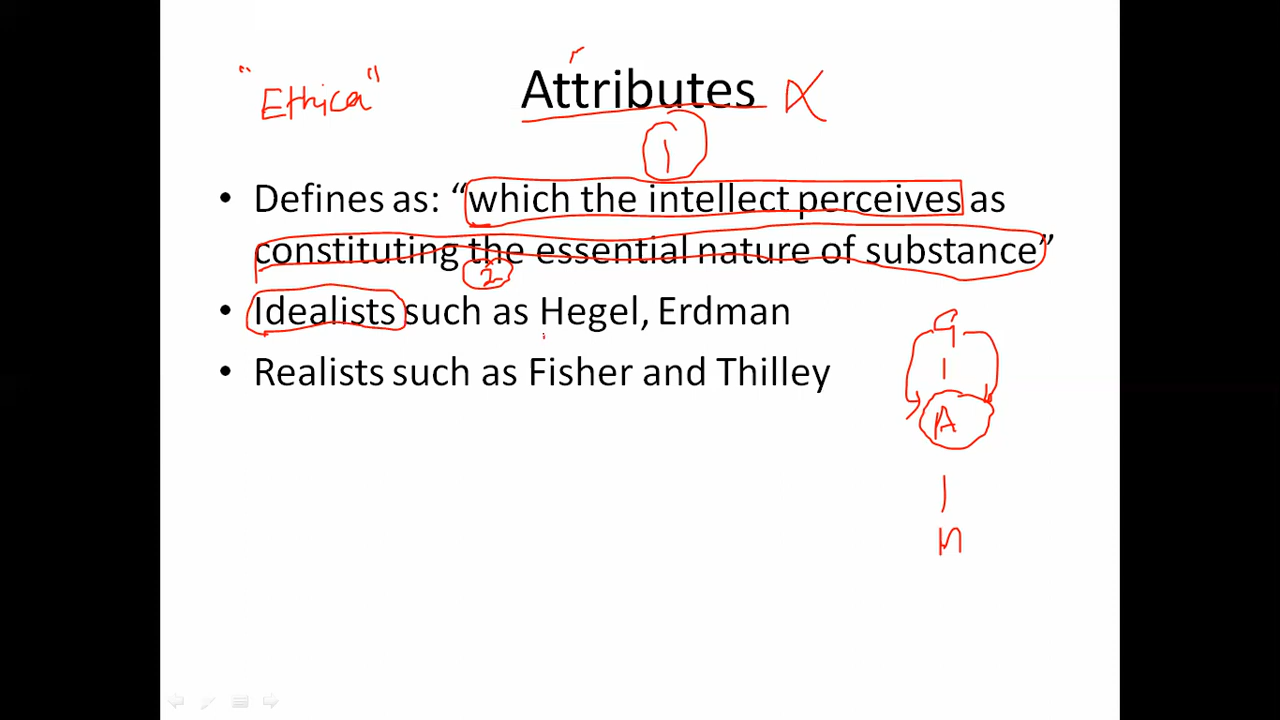 "Ethica"
Attributes α
1
• Defines as: “which the intellect perceives as
constituting the essential nature of substance”
2
• Idealists such as Hegel, Erdman
• Realists such as Fisher and Thilley
G
A
M